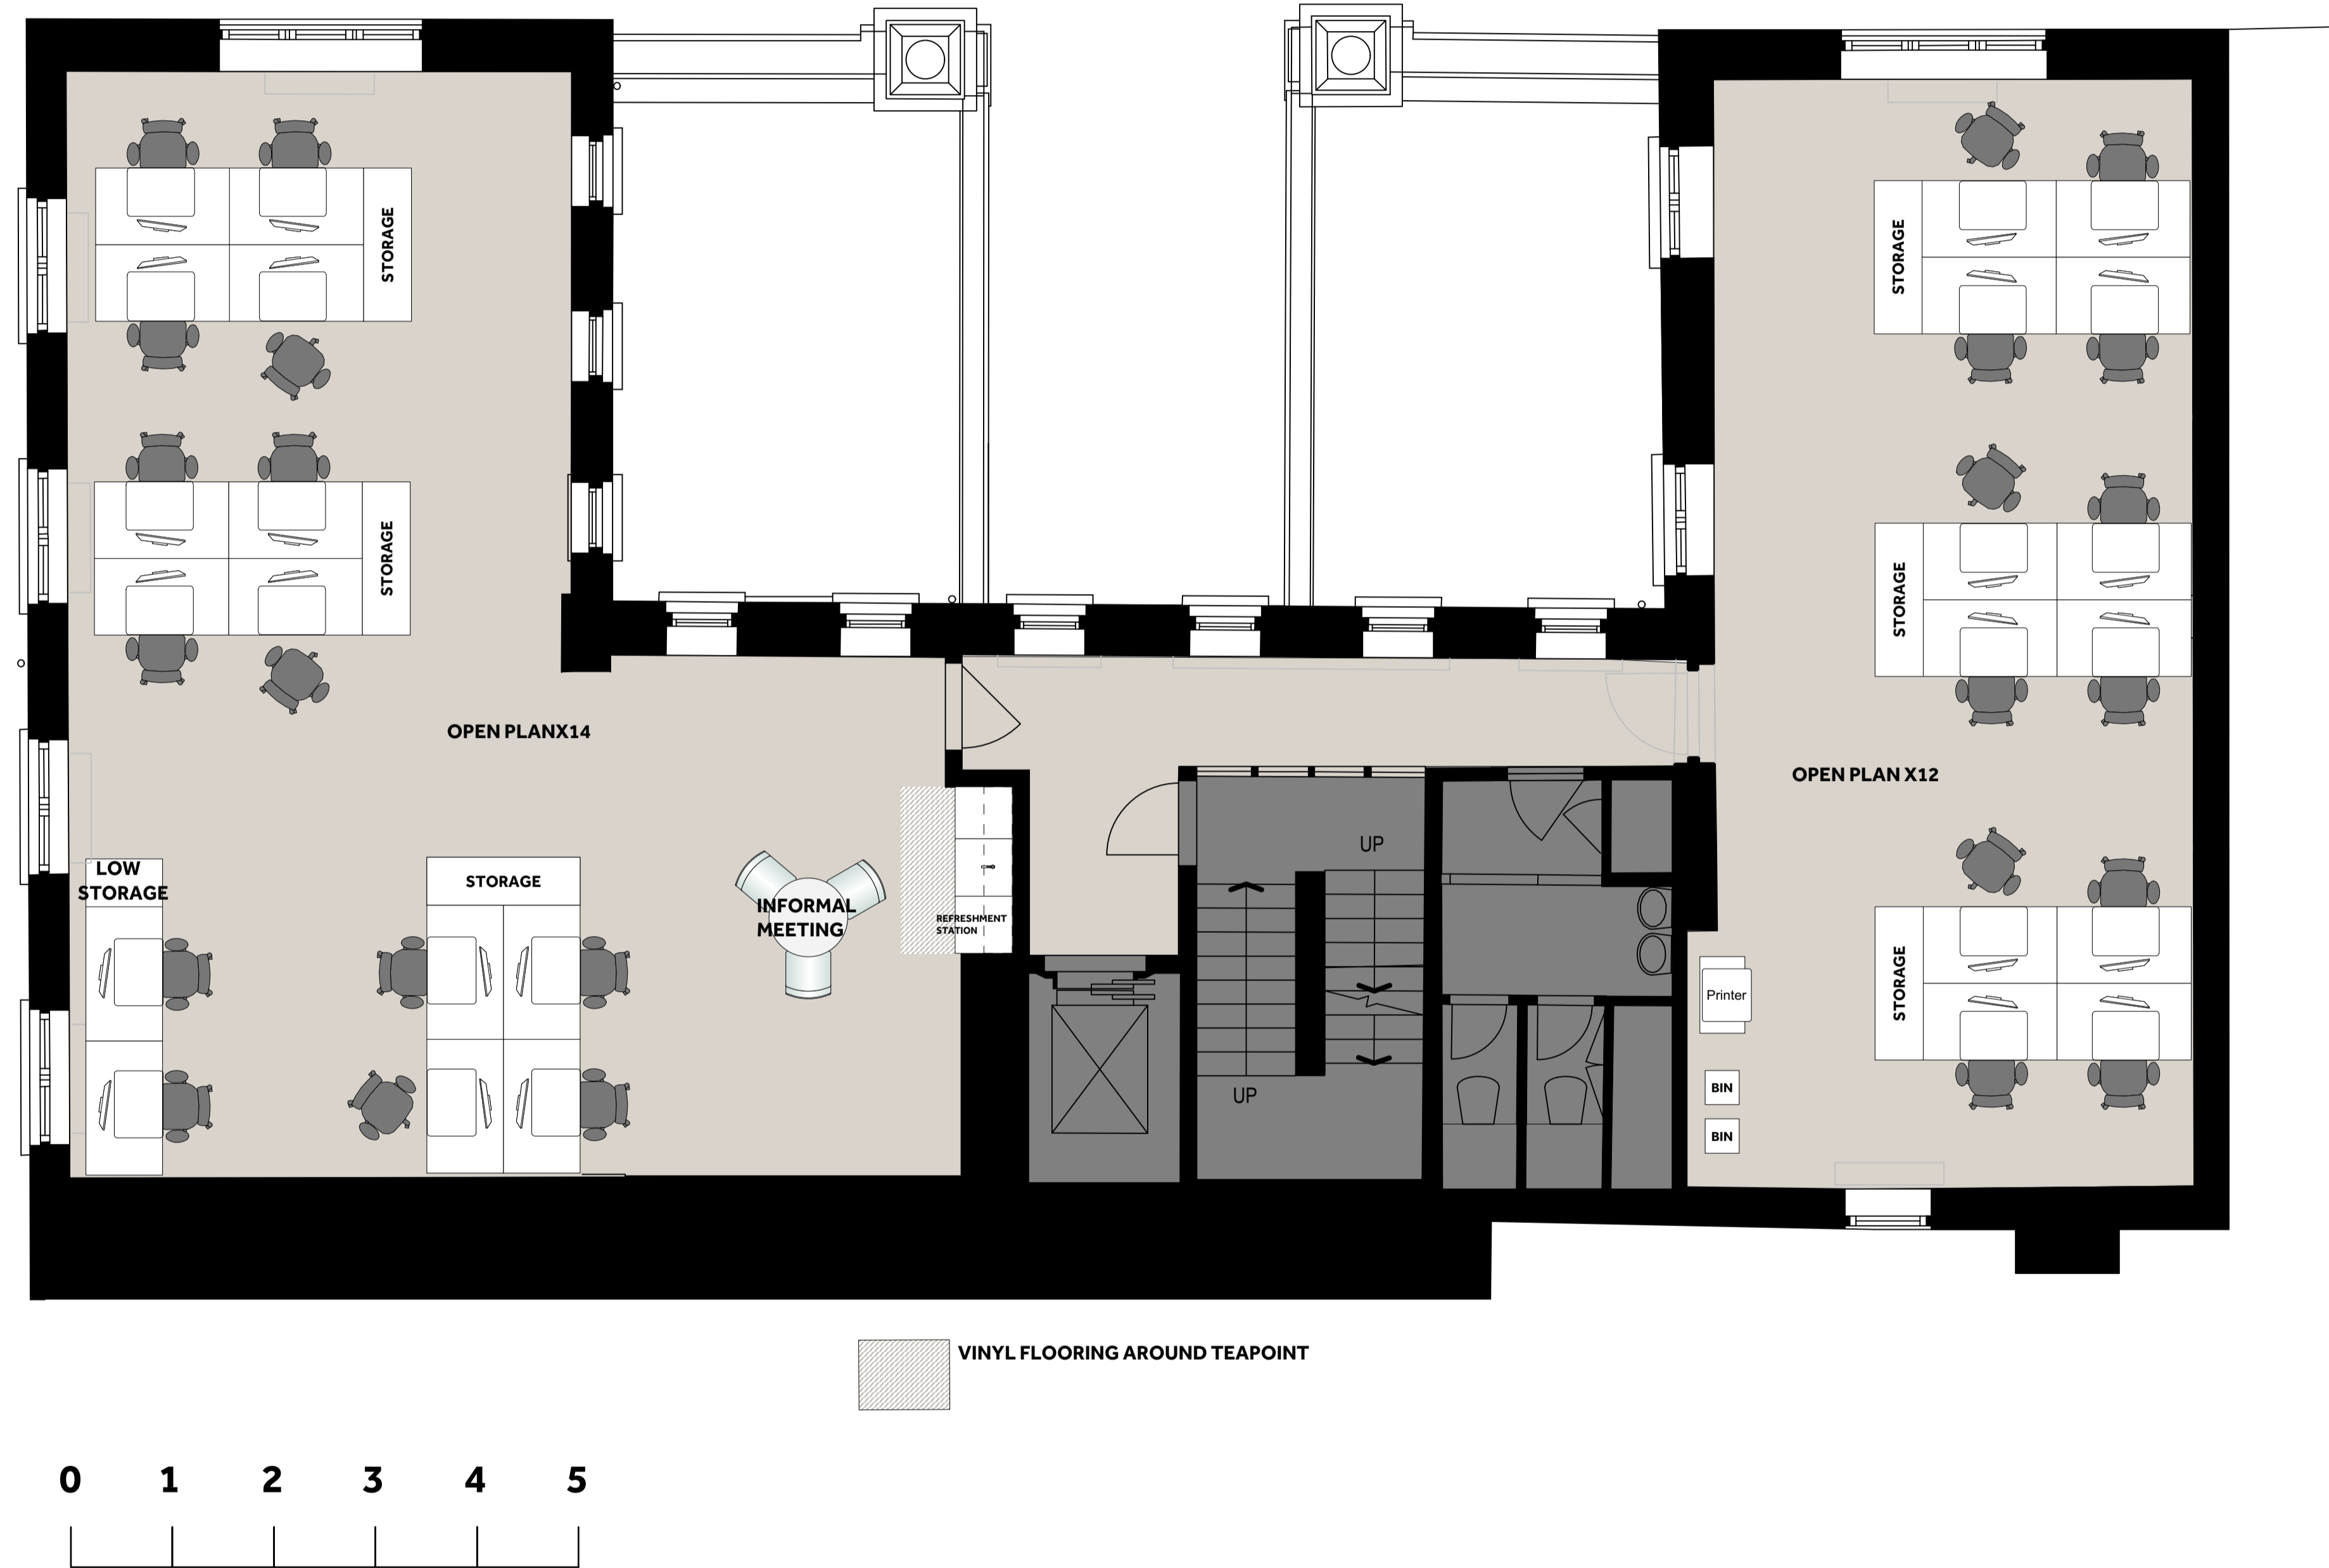 STORAGE
STORAGE
STORAGE
STORAGE
OPEN PLANX14
OPEN PLAN X12
UP
LOW
STORAGE
STORAGE
INFORMAL
MEETING
REFRESHMENT
STATION
STORAGE
Printer
BIN
UP
BIN
VINYL FLOORING AROUND TEAPOINT
0 1 2 3 4 5